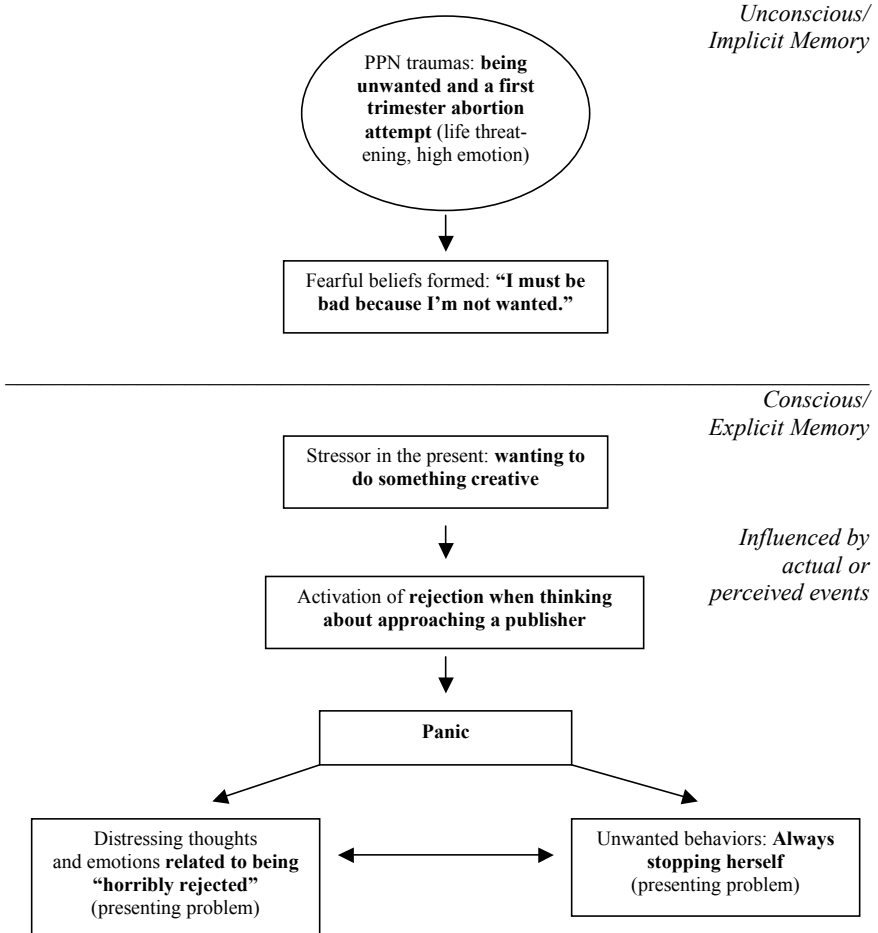 Unconscious/
Implicit Memory
PPN traumas: being
unwanted and a first
trimester abortion
attempt (life threat-
ening, high emotion)
Fearful beliefs formed: “I must be
bad because I’m not wanted.”
Conscious/
Explicit Memory
Stressor in the present: wanting to
do something creative
Influenced by
actual or
perceived events
Activation of rejection when thinking
about approaching a publisher
Panic
Distressing thoughts
and emotions related to being
“horribly rejected”
(presenting problem)
Unwanted behaviors: Always
stopping herself
(presenting problem)